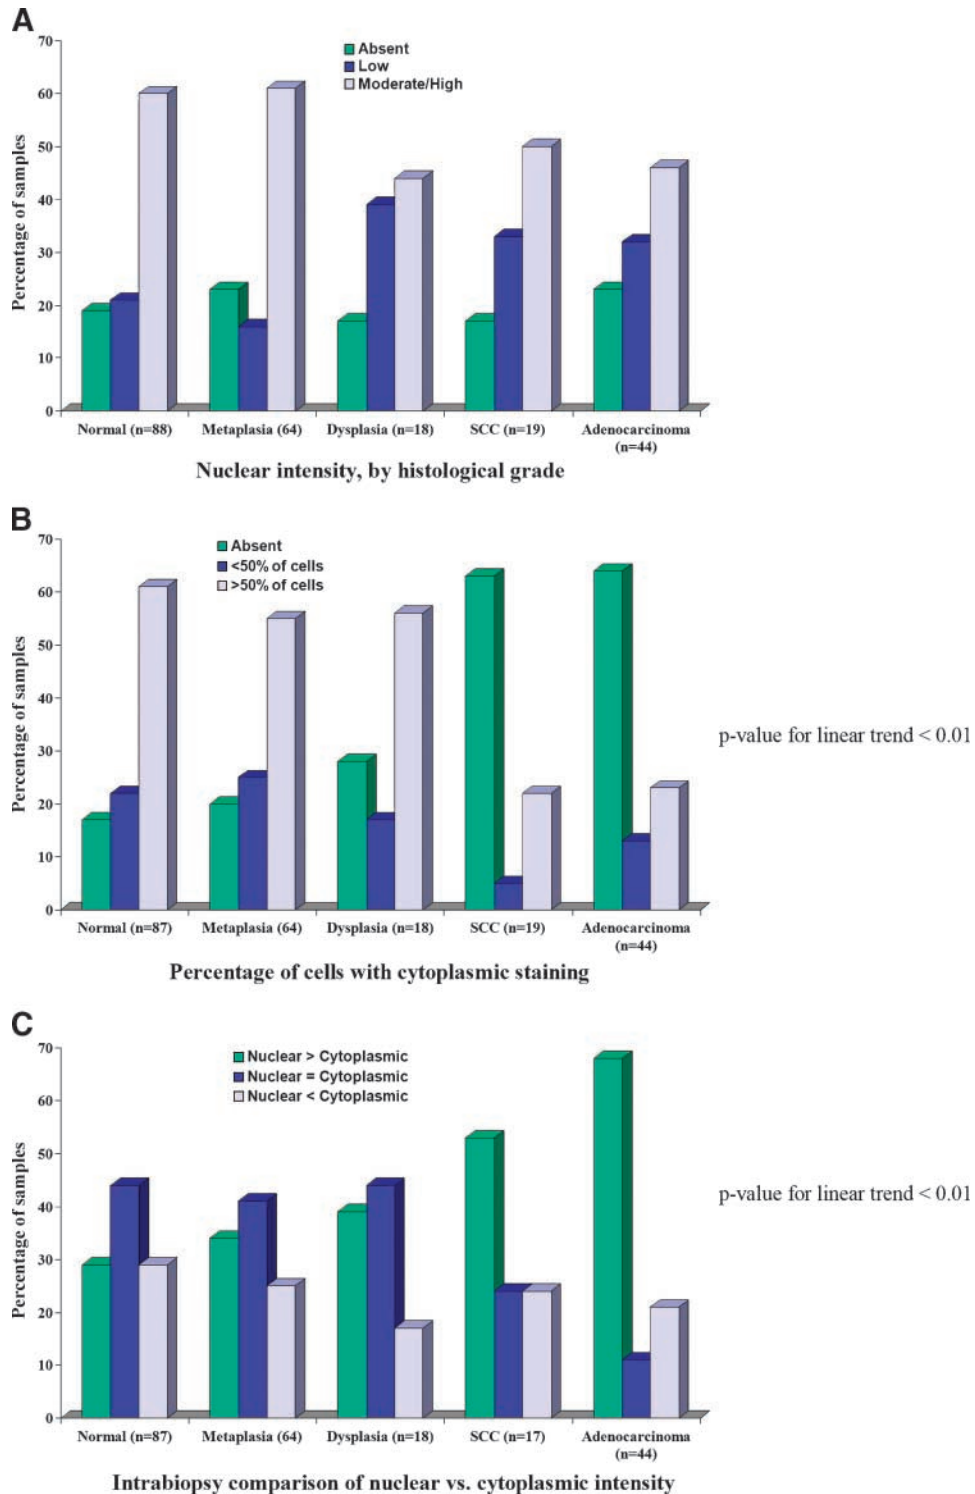 A
Absent
Low
Moderate/High
Percentage of samples
70
60
50
40
30
20
10
0
Normal (n=88) Metaplasia (64) Dysplasia (n=18) SCC (n=19) Adenocarcinoma
(n=44)
Nuclear intensity, by histological grade
B
Absent
<50% of cells
>50% of cells
Percentage of samples
70
60
50
40
30
20
10
0
p-value for linear trend < 0.01
Normal (n=87) Metaplasia (64) Dysplasia (n=18) SCC (n=19) Adenocarcinoma
(n=44)
Percentage of cells with cytoplasmic staining
C
Nuclear > Cytoplasmic
Nuclear = Cytoplasmic
Nuclear < Cytoplasmic
Percentage of samples
70
60
50
40
30
20
10
0
p-value for linear trend < 0.01
Normal (n=87) Metaplasia (64) Dysplasia (n=18) SCC (n=17) Adenocarcinoma
(n=44)
Intrabiopsy comparison of nuclear vs. cytoplasmic intensity